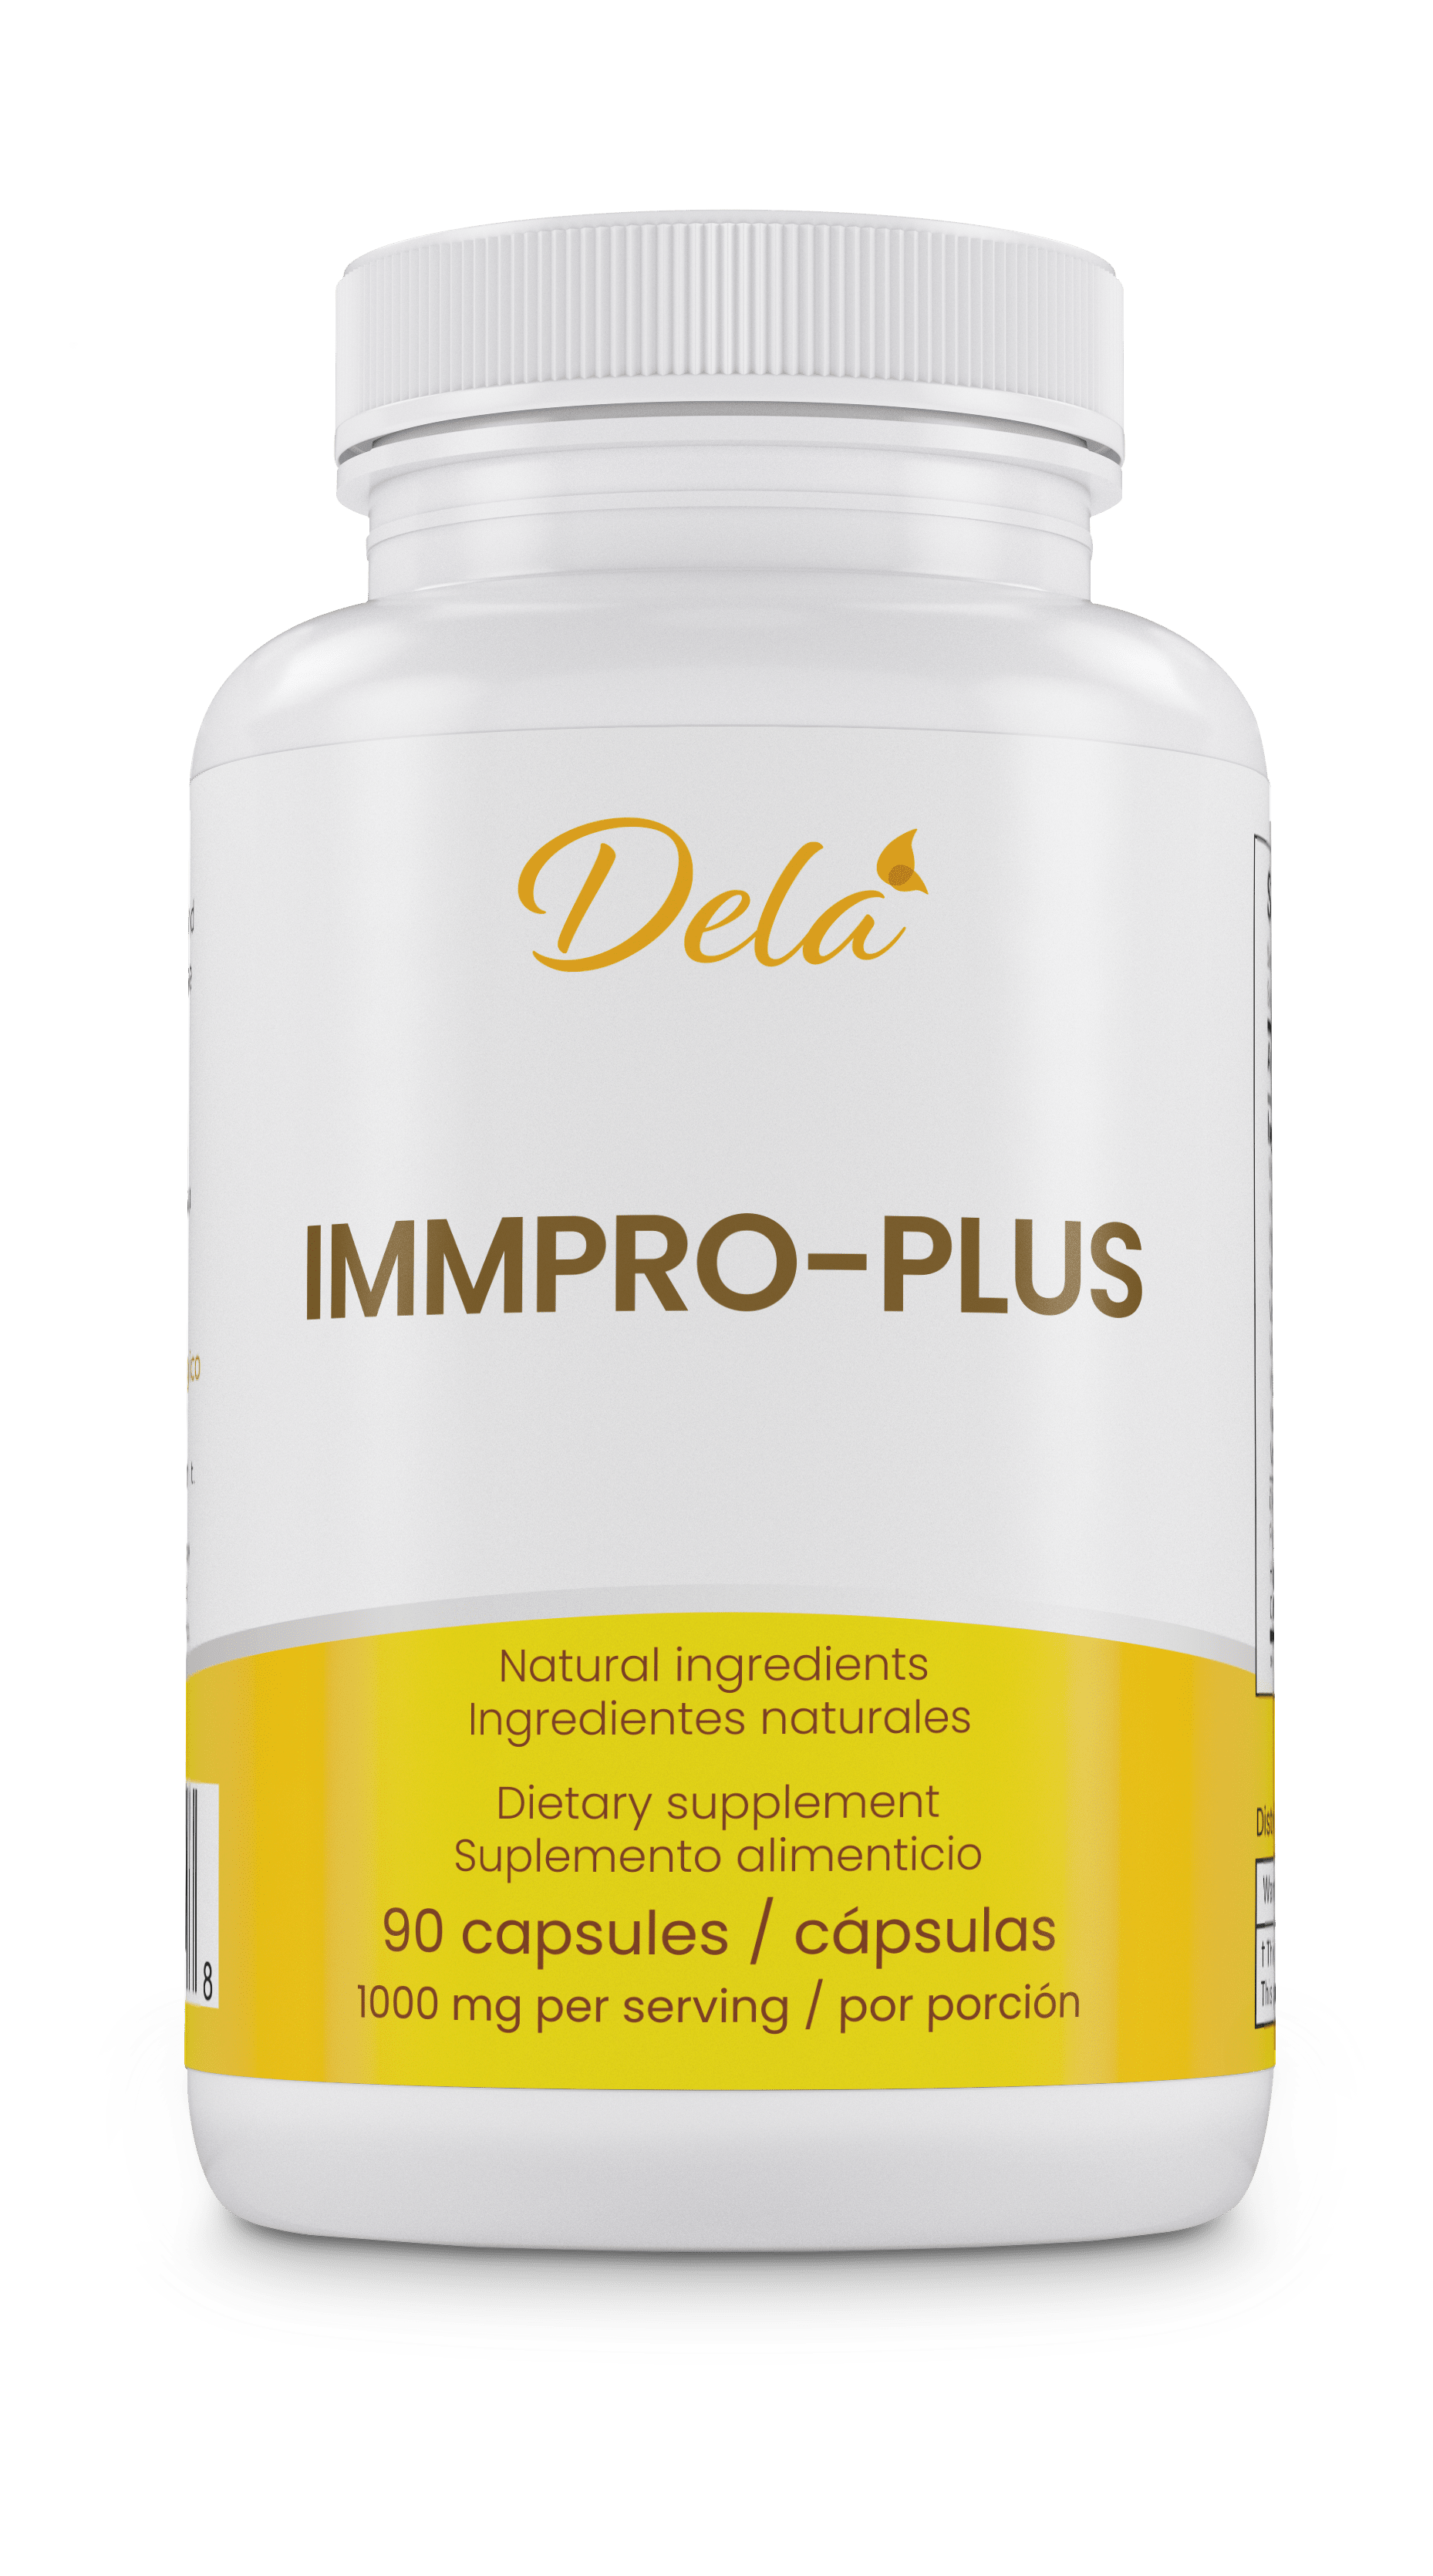 Dela
IMMPRO-PLUS
Natural ingredients
Ingredientes naturales
Dietary supplement
Suplemento alimenticio
90 capsules / cápsulas
1000 mg per serving / por porción
8